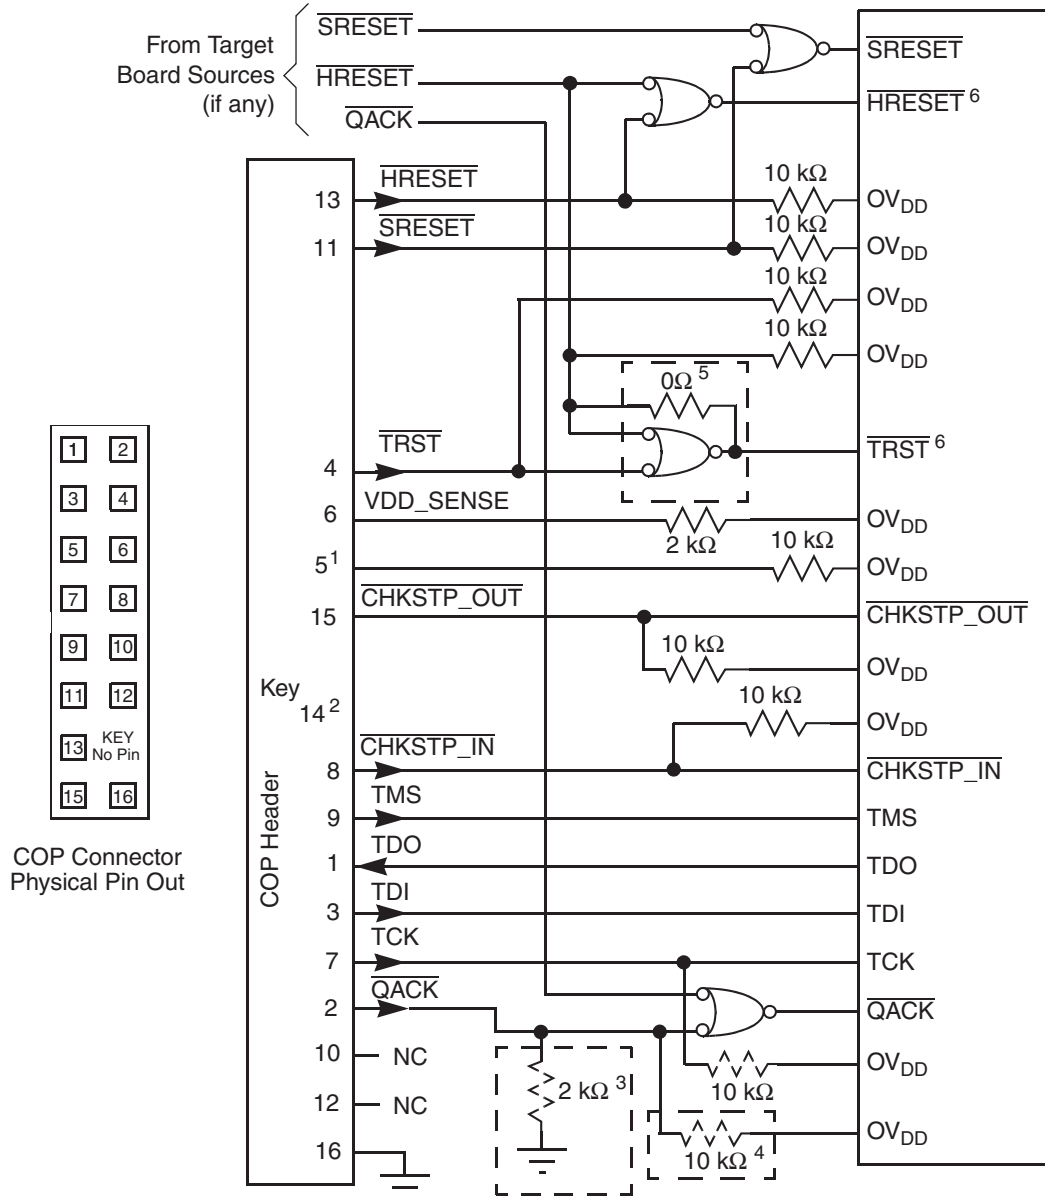 From Target
Board Sources
(if any)
SRESET
HRESET
QACK
SRESET
HRESET 6
13 HRESET 10 kΩ OVDD
11 SRESET 10 kΩ OVDD
10 kΩ OVDD
10 kΩ OVDD
0Ω 5
4 TRST TRST 6
6 VDD_SENSE 2 kΩ OVDD
5 1 10 kΩ OVDD
15 CHKSTP_OUT CHKSTP_OUT
10 kΩ OVDD
Key
14 2
10 kΩ OVDD
8 CHKSTP_IN CHKSTP_IN
9 TMS TMS
1 TDO TDO
3 TDI TDI
7 TCK TCK
2 QACK QACK
10 NC
10 kΩ OVDD
12 NC
2 kΩ 3
10 kΩ 4 OVDD
16
COP Header
1 2
3 4
5 6
7 8
9 10
11 12
13 KEY
No Pin
15 16
COP Connector
Physical Pin Out